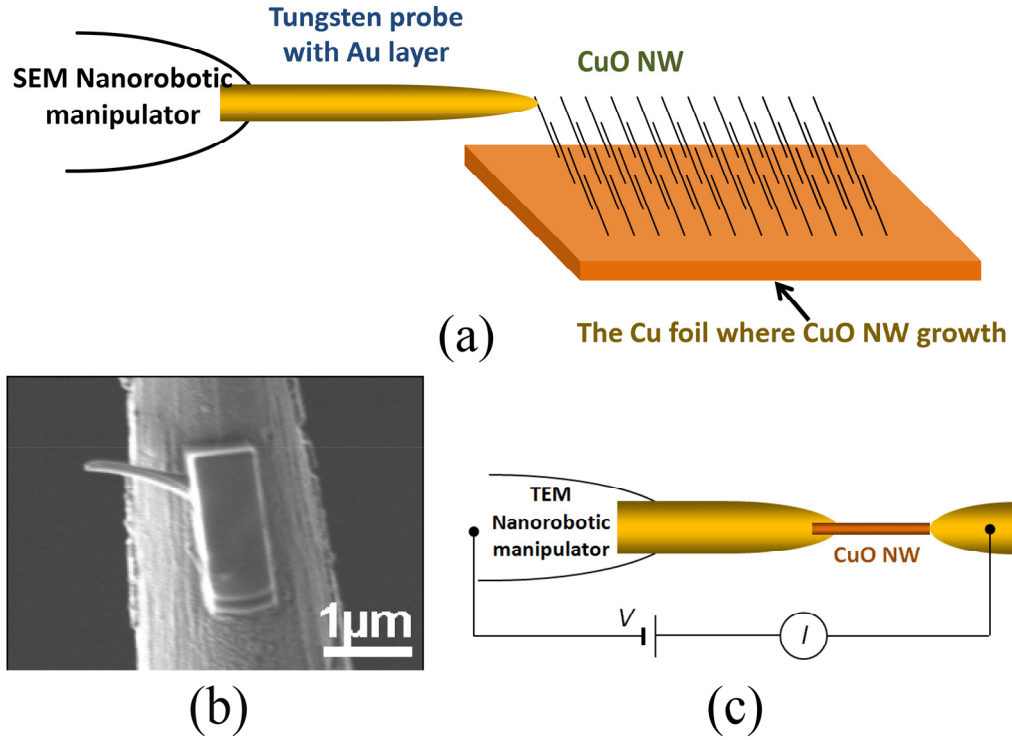 Tungsten probe
with Au layer
CuO NW
SEM Nanorobotic
manipulator
The Cu foil where CuO NW growth
(a)
1μm
(b)
TEM
Nanorobotic
manipulator
CuO NW
V
I
(c)